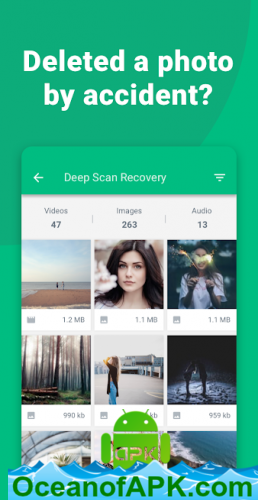 Deleted a photo
by accident?
Deep Scan Recovery
Videos Images Audio
47 263 13
1.2 MB 1.1 MB 1.1 MB
990 kb kb 959 kb
APK
OceanofAPK.com